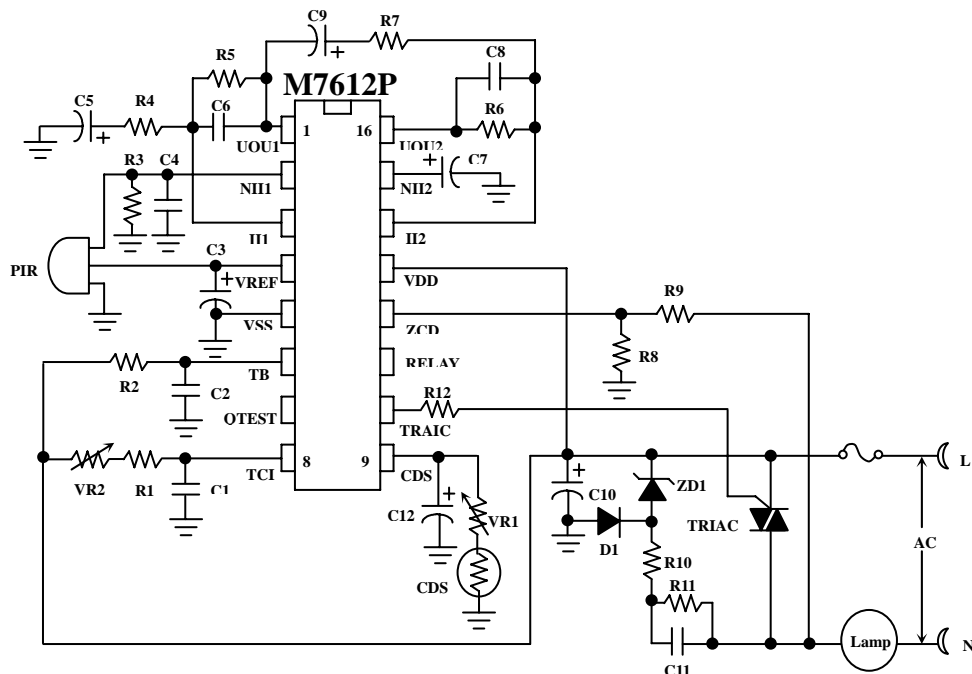 C9
R7
R5
C8
M7612P
C5
R4
C6
R6
1
16
UOU1
UOU2
R3
C4
C7
NII1
NII2
II1
II2
PIR
C3
VREF
VDD
R9
VSS
ZCD
R8
R2
TB
RELAY
C2
R12
OTEST
TRAIC
8
9
TCI
CDS
L
VR2
R1
C1
C10
ZD1
C12
VR1
TRIAC
D1
AC
R10
CDS
R11
Lamp
N
C11